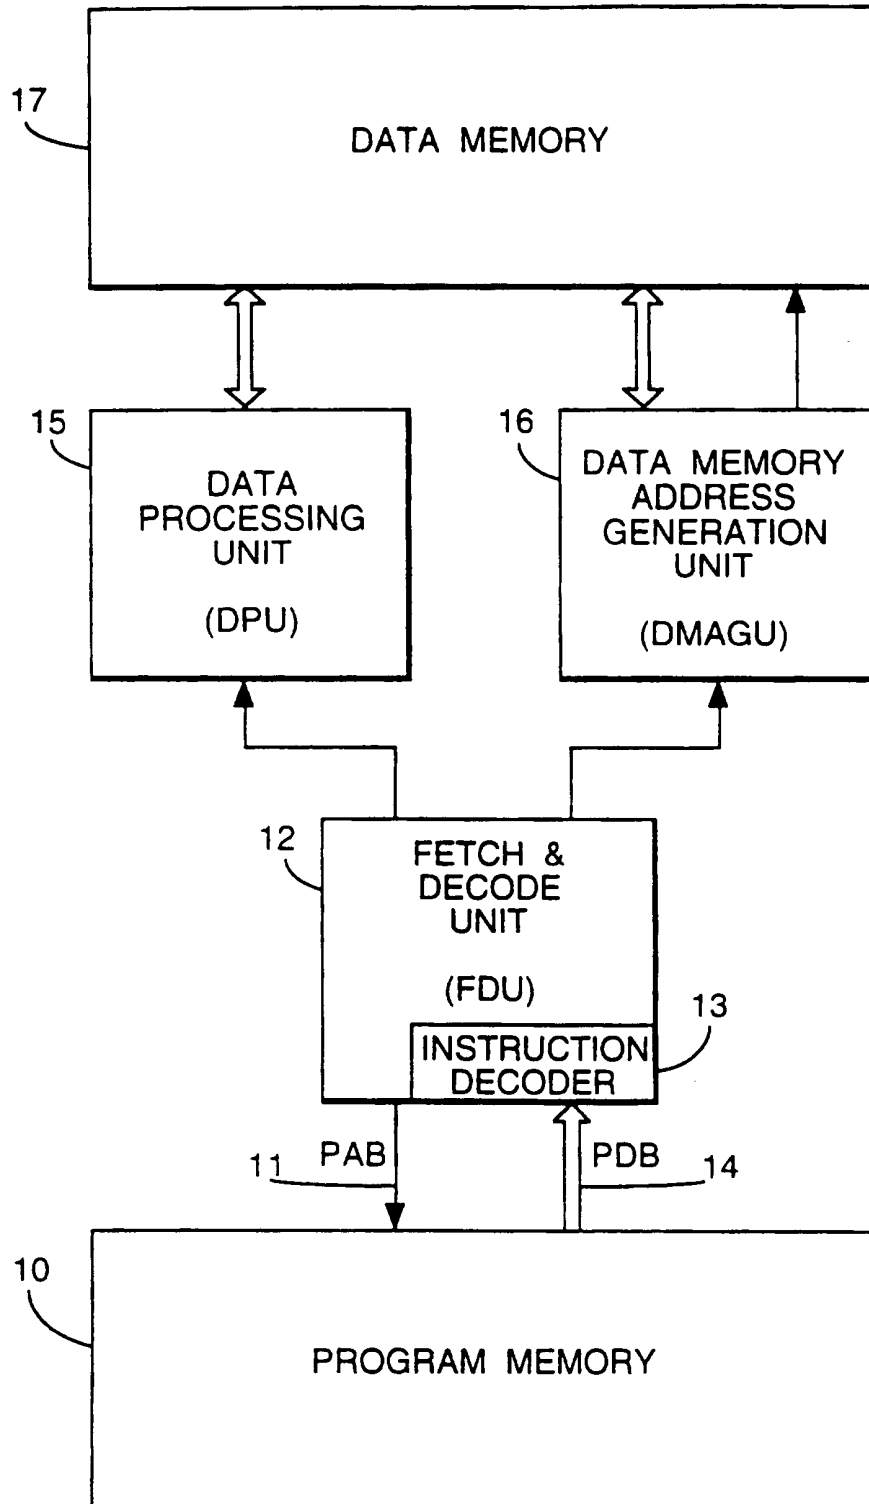 17
DATA MEMORY
15
DATA
PROCESSING
UNIT
(DPU)
16
DATA MEMORY
ADDRESS
GENERATION
UNIT
(DMAGU)
12
FETCH &
DECODE
UNIT
(FDU)
13
INSTRUCTION
DECODER
11
PAB
PDB
14
10
PROGRAM MEMORY